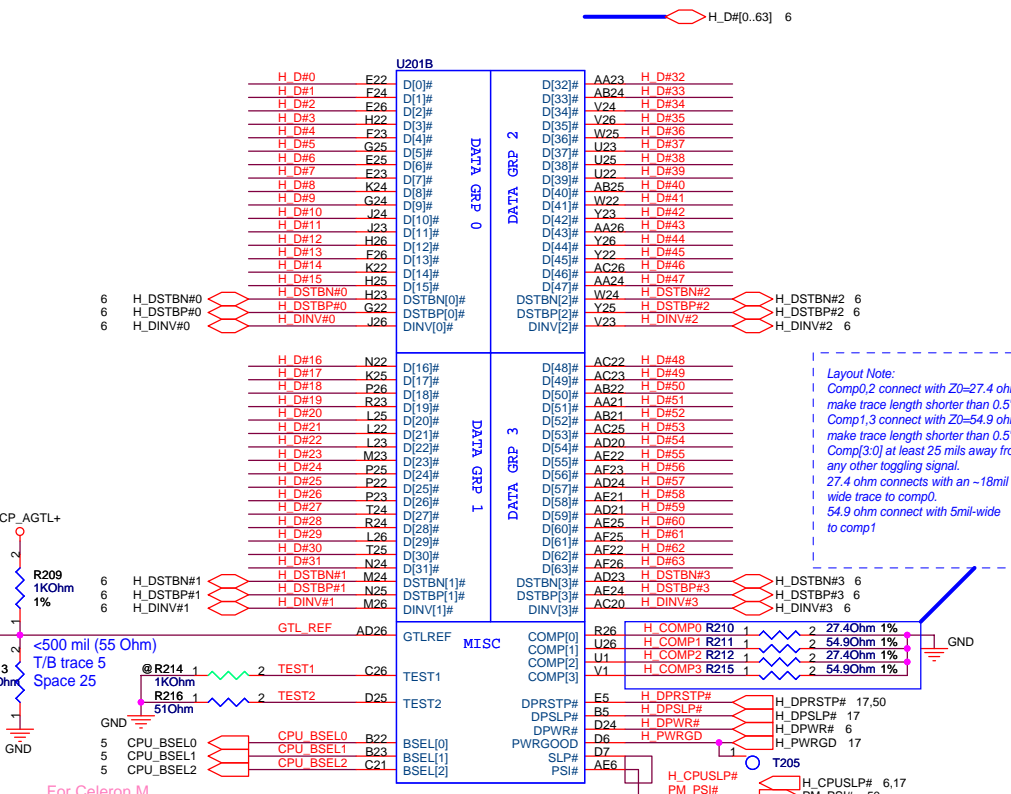 H_D#[0..63] 6
U201B
H_D#0 E22 D[0]# D[32]# AA23 H_D#32
H_D#1 F24 D[1]# D[33]# AB24 H_D#33
H_D#2 E26 D[2]# D[34]# V24 H_D#34
H_D#3 H22 D[3]# D[35]# V26 H_D#35
H_D#4 F23 D[4]# D[36]# W25 H_D#36
H_D#5 G25 D[5]# D[37]# U23 H_D#37
H_D#6 E25 D[6]# D[38]# U25 H_D#38
H_D#7 E23 D[7]# D[39]# U22 H_D#39
H_D#8 K24 D[8]# D[40]# AB25 H_D#40
H_D#9 G24 D[9]# D[41]# W22 H_D#41
H_D#10 J24 D[10]# D[42]# Y23 H_D#42
H_D#11 J23 D[11]# D[43]# AA26 H_D#43
H_D#12 H26 D[12]# D[44]# Y26 H_D#44
H_D#13 F26 D[13]# D[45]# Y22 H_D#45
H_D#14 K22 D[14]# D[46]# AC26 H_D#46
H_D#15 H25 D[15]# D[47]# AA24 H_D#47
6 H_DSTBN#0 H_DSTBN#0 H23 DSTBN[0]# DSTBN[2]# W24 H_DSTBN#2 H_DSTBN#2 6
6 H_DSTBP#0 H_DSTBP#0 G22 DSTBP[0]# DSTBP[2]# Y25 H_DSTBP#2 H_DSTBP#2 6
6 H_DINV#0 H_DINV#0 J26 DINV[0]# DINV[2]# V23 H_DINV#2 H_DINV#2 6
DATA GRP 0
DATA GRP 2
H_D#16 N22 D[16]# D[48]# AC22 H_D#48
H_D#17 K25 D[17]# D[49]# AC23 H_D#49
H_D#18 P26 D[18]# D[50]# AB22 H_D#50
H_D#19 R23 D[19]# D[51]# AA21 H_D#51
H_D#20 L25 D[20]# D[52]# AB21 H_D#52
H_D#21 L22 D[21]# D[53]# AC25 H_D#53
H_D#22 L23 D[22]# D[54]# AD20 H_D#54
H_D#23 M23 D[23]# D[55]# AE22 H_D#55
H_D#24 P25 D[24]# D[56]# AF23 H_D#56
H_D#25 P22 D[25]# D[57]# AD24 H_D#57
H_D#26 P23 D[26]# D[58]# AE21 H_D#58
H_D#27 T24 D[27]# D[59]# AD21 H_D#59
H_D#28 R24 D[28]# D[60]# AE25 H_D#60
H_D#29 L26 D[29]# D[61]# AF25 H_D#61
H_D#30 T25 D[30]# D[62]# AF22 H_D#62
H_D#31 N24 D[31]# D[63]# AF26 H_D#63
6 H_DSTBN#1 H_DSTBN#1 M24 DSTBN[1]# DSTBN[3]# AD23 H_DSTBN#3 H_DSTBN#3 6
6 H_DSTBP#1 H_DSTBP#1 N25 DSTBP[1]# DSTBP[3]# AE24 H_DSTBP#3 H_DSTBP#3 6
6 H_DINV#1 H_DINV#1 M26 DINV[1]# DINV[3]# AC20 H_DINV#3 H_DINV#3 6
DATA GRP 1
DATA GRP 3
Layout Note:
Comp0,2 connect with Z0=27.4 oh
make trace length shorter than 0.5
Comp1,3 connect with Z0=54.9 oh
make trace length shorter than 0.5
Comp[3:0] at least 25 mils away fro
any other toggling signal.
27.4 ohm connects with an ~18mil
wide trace to comp0.
54.9 ohm connect with 5mil-wide
to comp1
CP_AGTL+
2
R209
1KOhm
1%
1
GTL_REF AD26 GTLREF
<500 mil (55 Ohm)
T/B trace 5
Space 25
2
3
Ohm
1
GND
MISC
COMP[0] R26 H_COMP0 R210 1 2 27.4Ohm 1%
COMP[1] U26 H_COMP1 R211 1 2 54.9Ohm 1%
COMP[2] U1 H_COMP2 R212 1 2 27.4Ohm 1%
COMP[3] V1 H_COMP3 R215 1 2 54.9Ohm 1%
GND
@ R214 1 2 TEST1 C26 TEST1
1KOhm
R216 1 2 TEST2 D25 TEST2
51Ohm
GND
DPRSTP# E5 H_DPRSTP# H_DPRSTP# 17,50
DPSLP# B5 H_DPSLP# H_DPSLP# 17
DPWR# D24 H_DPWR# H_DPWR# 6
PWRGOOD D6 H_PWRGD H_PWRGD 17
SLP# D7
PSI# AE6
1 T205
5 CPU_BSEL0 CPU_BSEL0 B22 BSEL[0]
5 CPU_BSEL1 CPU_BSEL1 B23 BSEL[1]
5 CPU_BSEL2 CPU_BSEL2 C21 BSEL[2]
H_CPUSLP# H_CPUSLP# 6,17
PM_PSI# PM_PSI# 50
For Celeron M